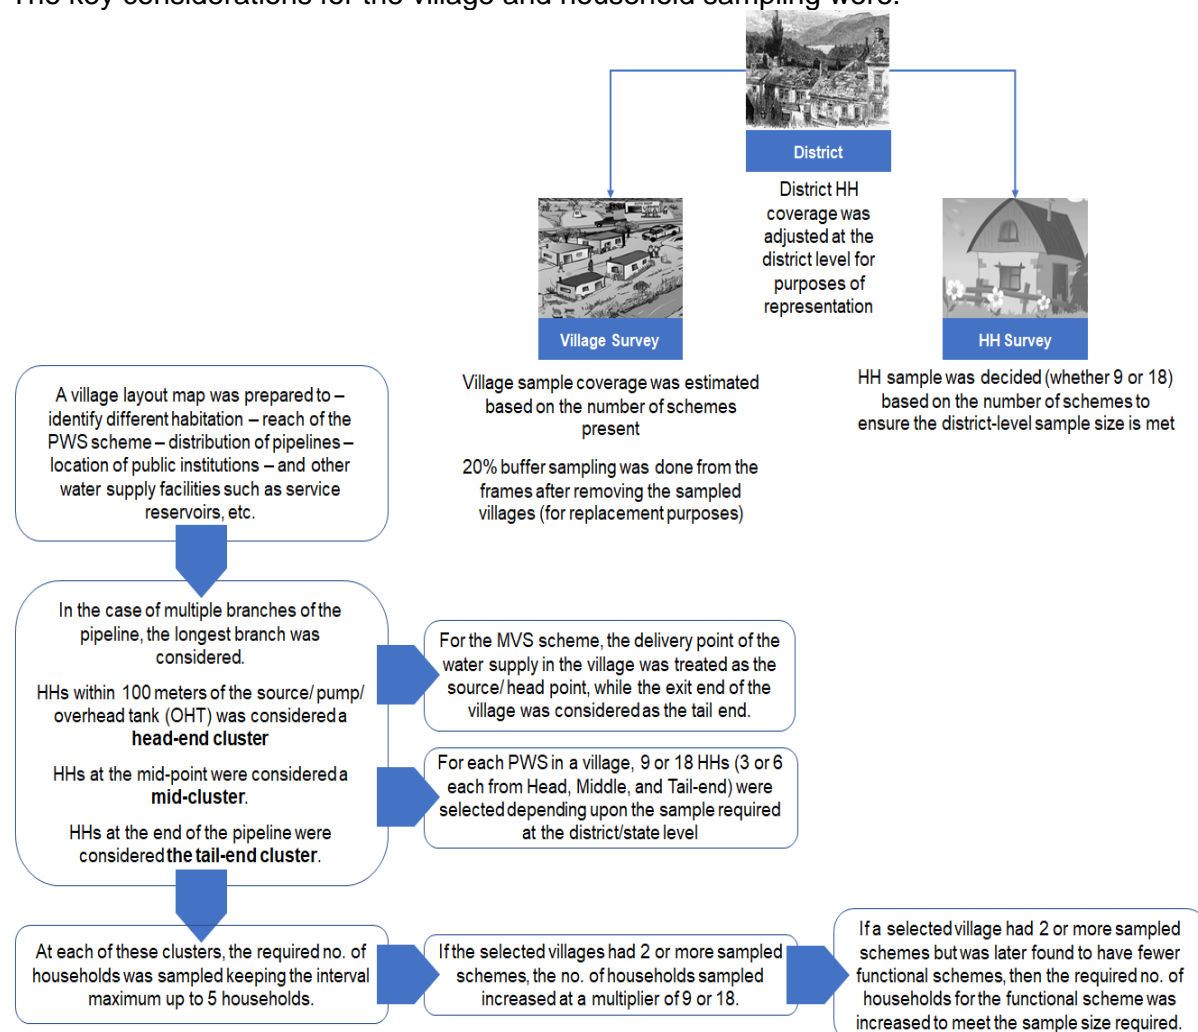 The key considerations for the village and household sampling were:
District
District HH
coverage was
adjusted at the
district level for
purposes of
representation
Village Survey
Village sample coverage was estimated
based on the number of schemes
present
20% buffer sampling was done from the
frames after removing the sampled
villages (for replacement purposes)
HH Survey
HH sample was decided (whether 9 or 18)
based on the number of schemes to
ensure the district-level sample size is met
A village layout map was prepared to –
identify different habitation – reach of the
PWS scheme – distribution of pipelines –
location of public institutions – and other
water supply facilities such as service
reservoirs, etc.
In the case of multiple branches of the
pipeline, the longest branch was
considered.
HHs within 100 meters of the source/ pump/
overhead tank (OHT) was considered a
head-end cluster
HHs at the mid-point were considered a
mid-cluster.
HHs at the end of the pipeline were
considered the tail-end cluster.
For the MVS scheme, the delivery point of the
water supply in the village was treated as the
source/ head point, while the exit end of the
village was considered as the tail end.
For each PWS in a village, 9 or 18 HHs (3 or 6
each from Head, Middle, and Tail-end) were
selected depending upon the sample required
at the district/state level
At each of these clusters, the required no. of
households was sampled keeping the interval
maximum up to 5 households.
If the selected villages had 2 or more sampled
schemes, the no. of households sampled
increased at a multiplier of 9 or 18.
If a selected village had 2 or more sampled
schemes but was later found to have fewer
functional schemes, then the required no. of
households for the functional scheme was
increased to meet the sample size required.